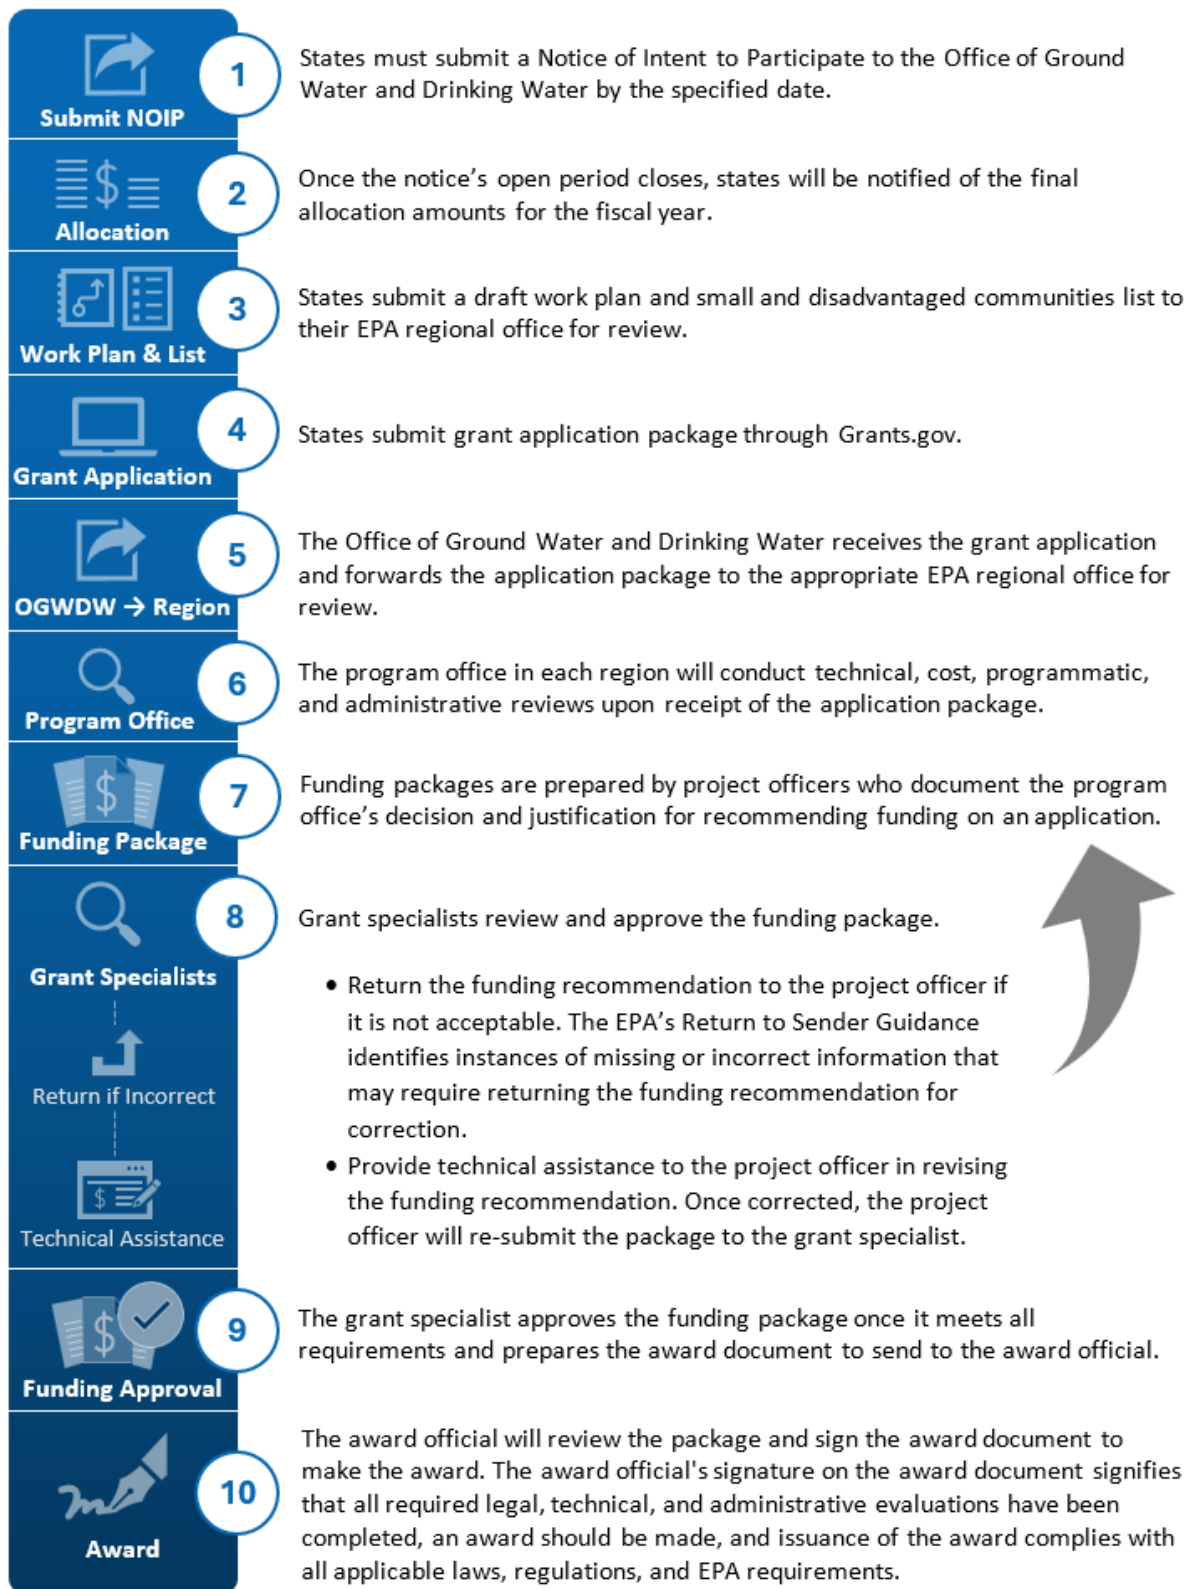 1
States must submit a Notice of Intent to Participate to the Office of Ground
Water and Drinking Water by the specified date.
Submit NOIP
$
2
Once the notice's open period closes, states will be notified of the final
allocation amounts for the fiscal year.
Allocation
3
States submit a draft work plan and small and disadvantaged communities list to
their EPA regional office for review.
Work Plan & List
4
States submit grant application package through Grants.gov.
Grant Application
5
The Office of Ground Water and Drinking Water receives the grant application
and forwards the application package to the appropriate EPA regional office for
review.
OGWDW → Region
6
The program office in each region will conduct technical, cost, programmatic,
and administrative reviews upon receipt of the application package.
Program Office
$
7
Funding packages are prepared by project officers who document the program
office's decision and justification for recommending funding on an application.
Funding Package
8
Grant specialists review and approve the funding package.
Grant Specialists
• Return the funding recommendation to the project officer if
it is not acceptable. The EPA's Return to Sender Guidance
identifies instances of missing or incorrect information that
may require returning the funding recommendation for
correction.
Return if Incorrect
• Provide technical assistance to the project officer in revising
the funding recommendation. Once corrected, the project
officer will re-submit the package to the grant specialist.
$
Technical Assistance
$
9
The grant specialist approves the funding package once it meets all
requirements and prepares the award document to send to the award official.
Funding Approval
10
The award official will review the package and sign the award document to
make the award. The award official's signature on the award document signifies
that all required legal, technical, and administrative evaluations have been
completed, an award should be made, and issuance of the award complies with
all applicable laws, regulations, and EPA requirements.
Award